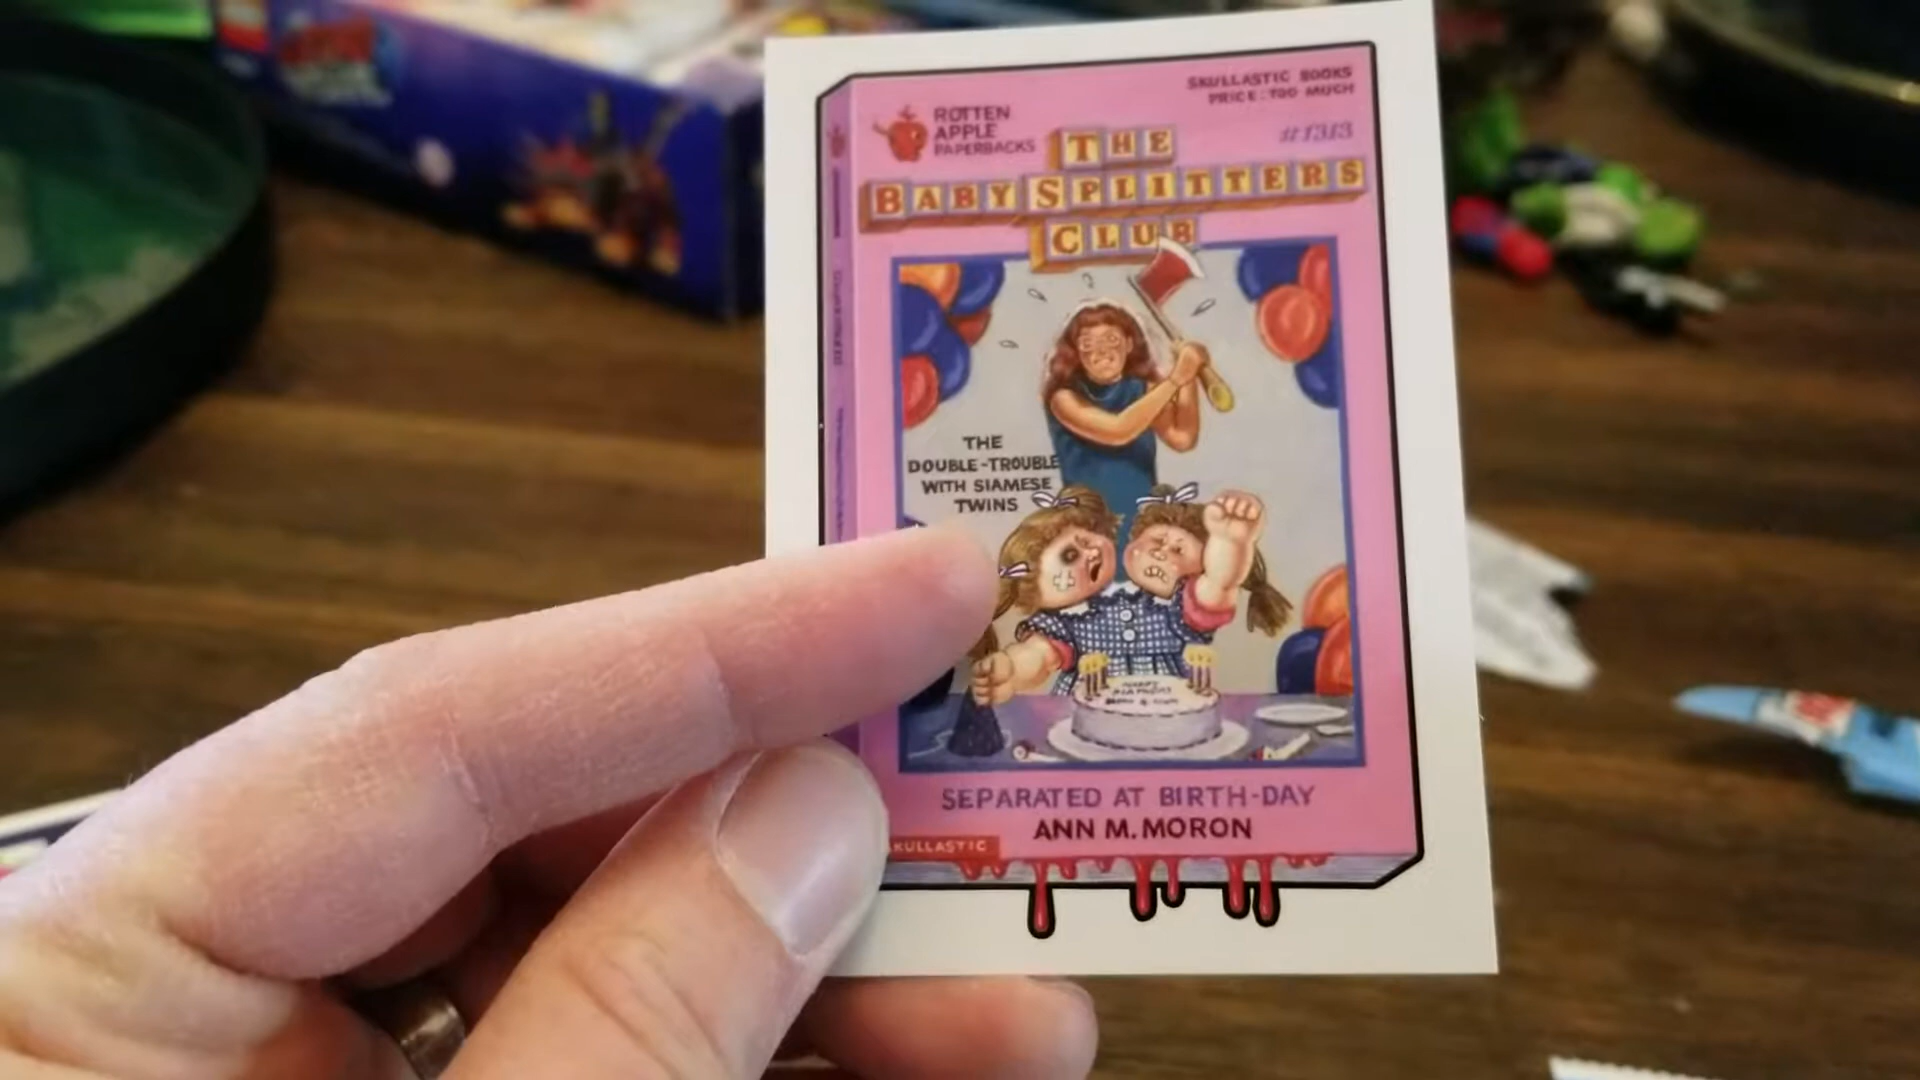 SKULLASTIC BOOKS
PRICE: TOO MUCH
ROTTEN
APPLE
PAPERBACKS
#1313
THE
BABY SPLITTERS
CLUB
THE
DOUBLE-TROUBLE
WITH SIAMESE
TWINS
SEPARATED AT BIRTH-DAY
ANN M. MORON
KULLASTIC